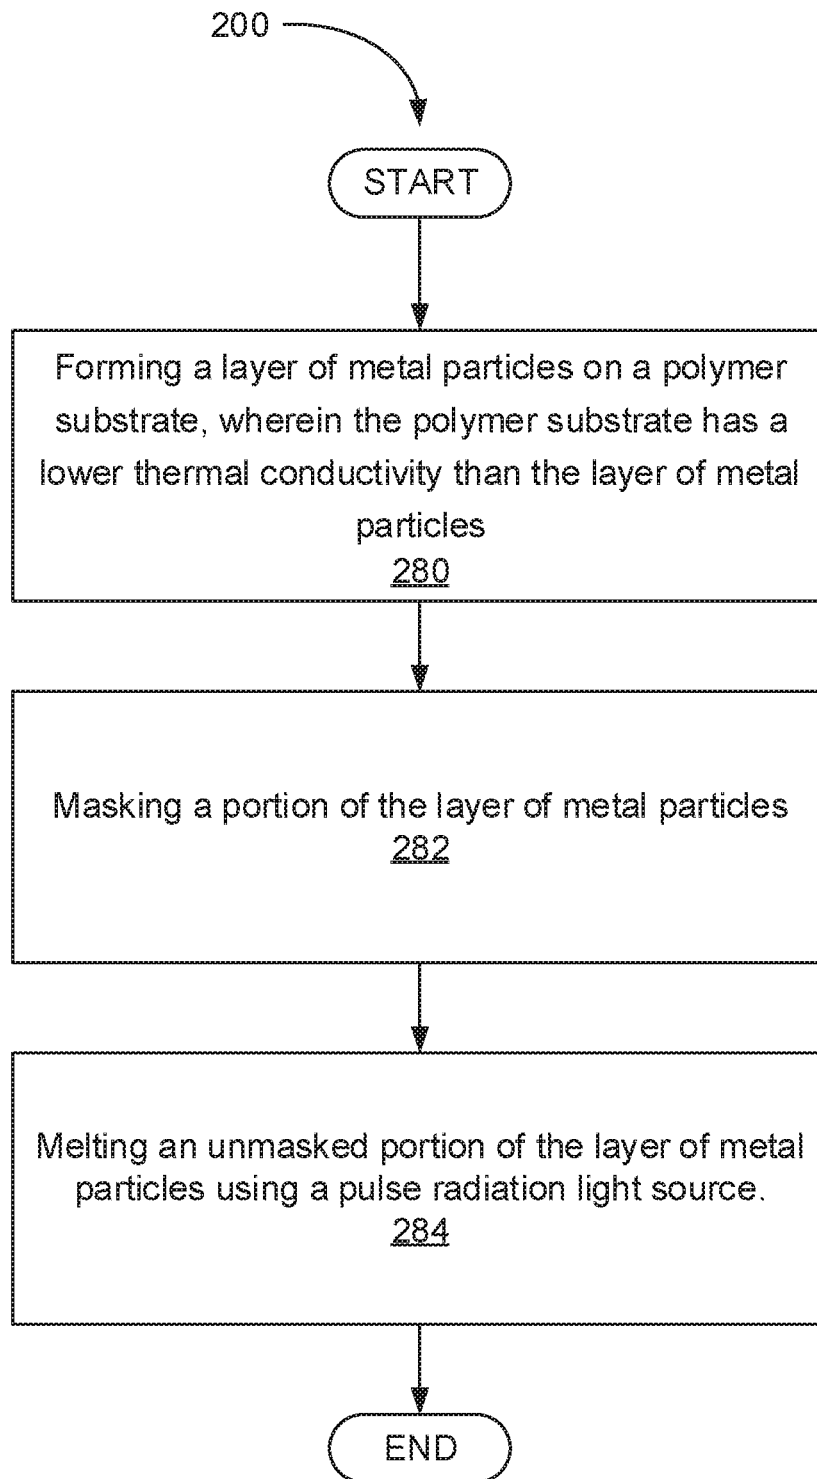 200
START
Forming a layer of metal particles on a polymer
substrate, wherein the polymer substrate has a
lower thermal conductivity than the layer of metal
particles
280
Masking a portion of the layer of metal particles
282
Melting an unmasked portion of the layer of metal
particles using a pulse radiation light source.
284
END